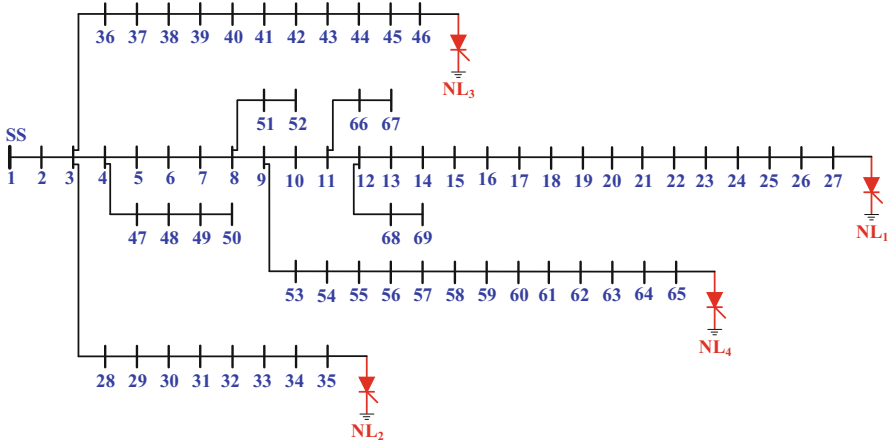 36 37 38 39 40 41 42 43 44 45 46
NL₃
51 52 66 67
SS
1 2 3 4 5 6 7 8 9 10 11 12 13 14 15 16 17 18 19 20 21 22 23 24 25 26 27
NL₁
47 48 49 50 68 69
53 54 55 56 57 58 59 60 61 62 63 64 65
NL₄
28 29 30 31 32 33 34 35
NL₂